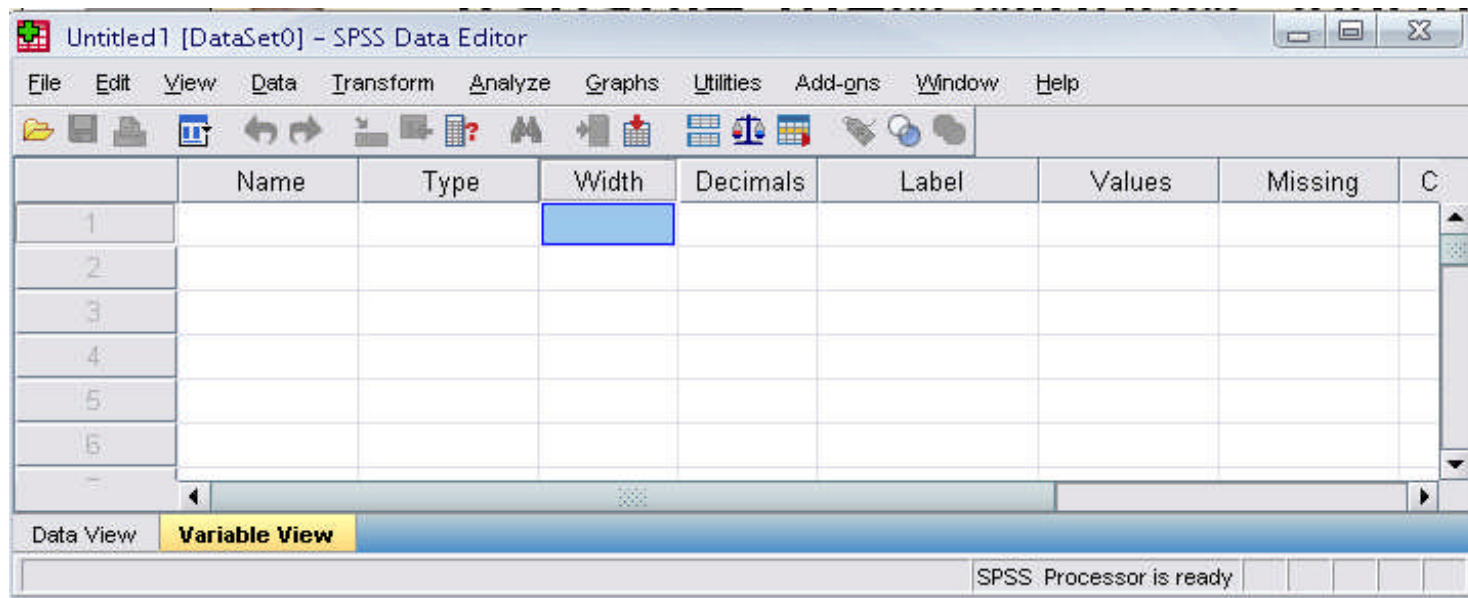 Untitled1 [DataSet0] - SPSS Data Editor
File Edit View Data Transform Analyze Graphs Utilities Add-ons Window Help
Name Type Width Decimals Label Values Missing C
1
2
3
4
5
6
Data View Variable View
SPSS Processor is ready